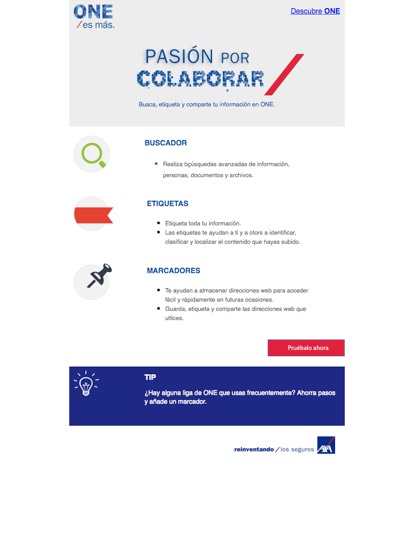 ONE
/es más.
Descubre ONE
PASIÓN POR
COLABORAR
Busca, etiqueta y comparte tu información en ONE.
BUSCADOR
• Realiza búsquedas avanzadas de información,
personas, documentos y archivos.
ETIQUETAS
• Etiqueta toda tu información.
• Las etiquetas te ayudan a ti y a otors a identificar,
clasificar y localizar el contenido que hayas subido.
MARCADORES
• Te ayudan a almacenar direcciones web para acceder
fácil y rápidamente en futuras ocasiones.
• Guarda, etiqueta y comparte las direcciones web que
utlices.
Pruébalo ahora
TIP
¿Hay alguna liga de ONE que usas frecuentemente? Ahorra pasos
y añade un marcador.
reinventando / los seguros
AXA